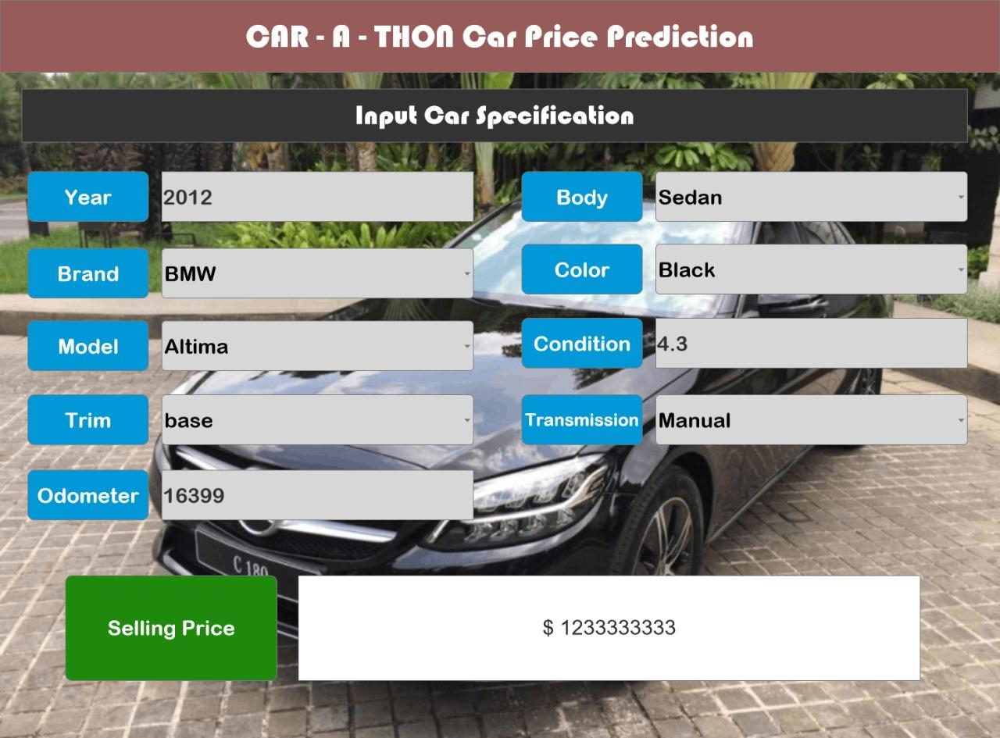 CAR - A - THON Car Price Prediction
Input Car Specification
Year
2012
Body
Sedan
Brand
BMW
Color
Black
Model
Altima
Condition
4.3
Trim
base
Transmission
Manual
Odometer
16399
C 180
Selling Price
$ 1233333333